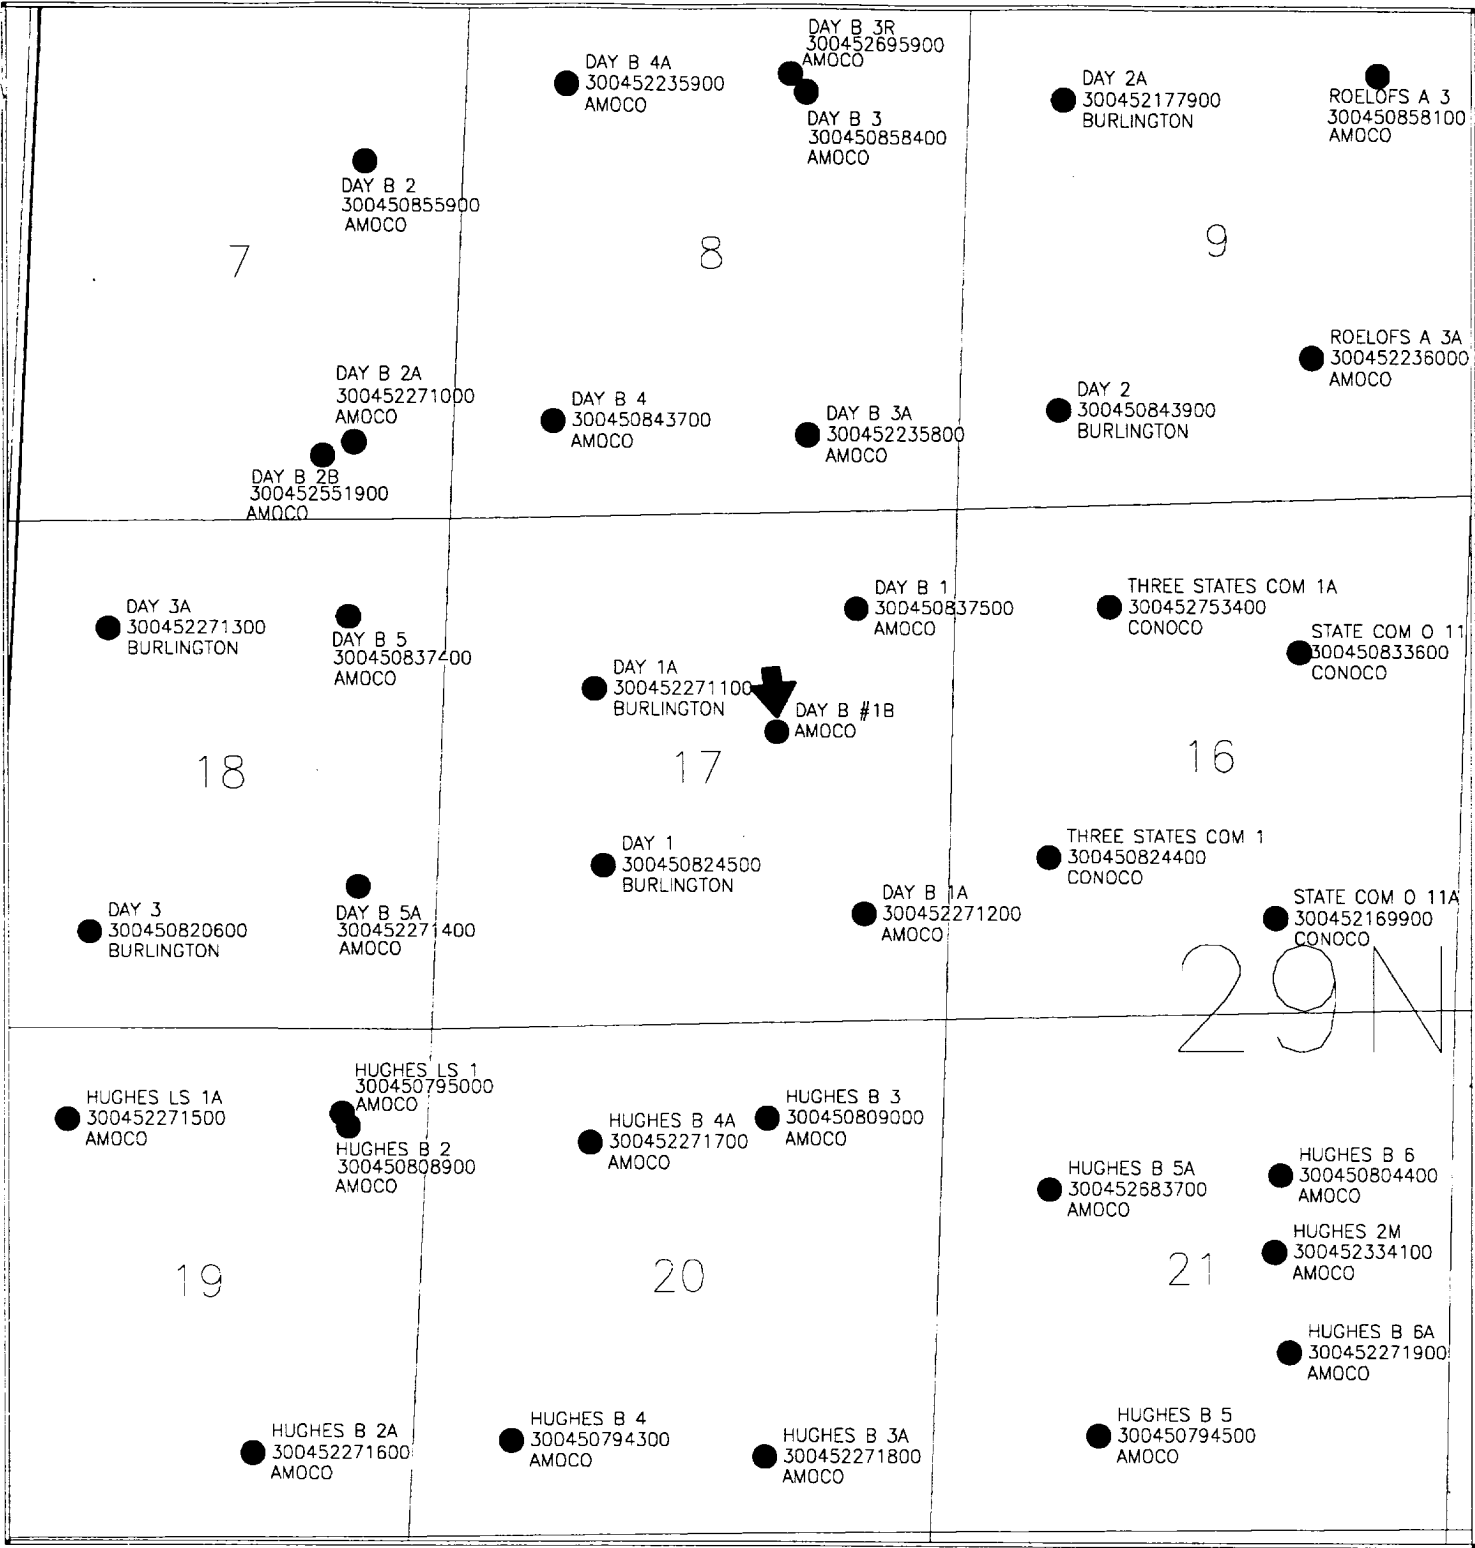 DAY B 3R
300452695900
AMOCO
DAY B 4A
300452235900
AMOCO
DAY B 3
300450858400
AMOCO
DAY 2A
300452177900
BURLINGTON
ROELOFS A 3
300450858100
AMOCO
DAY B 2
300450855900
AMOCO
7
8
9
DAY B 2A
300452271000
AMOCO
DAY B 2B
300452551900
AMOCO
DAY B 4
300450843700
AMOCO
DAY B 3A
300452235800
AMOCO
DAY 2
300450843900
BURLINGTON
ROELOFS A 3A
300452236000
AMOCO
DAY 3A
300452271300
BURLINGTON
DAY B 5
300450837400
AMOCO
DAY 1A
300452271100
BURLINGTON
DAY B 1
300450837500
AMOCO
DAY B #1B
AMOCO
THREE STATES COM 1A
300452753400
CONOCO
STATE COM O 11
300450833600
CONOCO
18
17
16
DAY 3
300450820600
BURLINGTON
DAY B 5A
300452271400
AMOCO
DAY 1
300450824500
BURLINGTON
DAY B 1A
300452271200
AMOCO
THREE STATES COM 1
300450824400
CONOCO
STATE COM O 11A
300452169900
CONOCO
29N
HUGHES LS 1A
300452271500
AMOCO
HUGHES LS 1
300450795000
AMOCO
HUGHES B 2
300450808900
AMOCO
HUGHES B 4A
300452271700
AMOCO
HUGHES B 3
300450809000
AMOCO
HUGHES B 5A
300452683700
AMOCO
HUGHES B 6
300450804400
AMOCO
HUGHES 2M
300452334100
AMOCO
19
20
21
HUGHES B 6A
300452271900
AMOCO
HUGHES B 2A
300452271600
AMOCO
HUGHES B 4
300450794300
AMOCO
HUGHES B 3A
300452271800
AMOCO
HUGHES B 5
300450794500
AMOCO